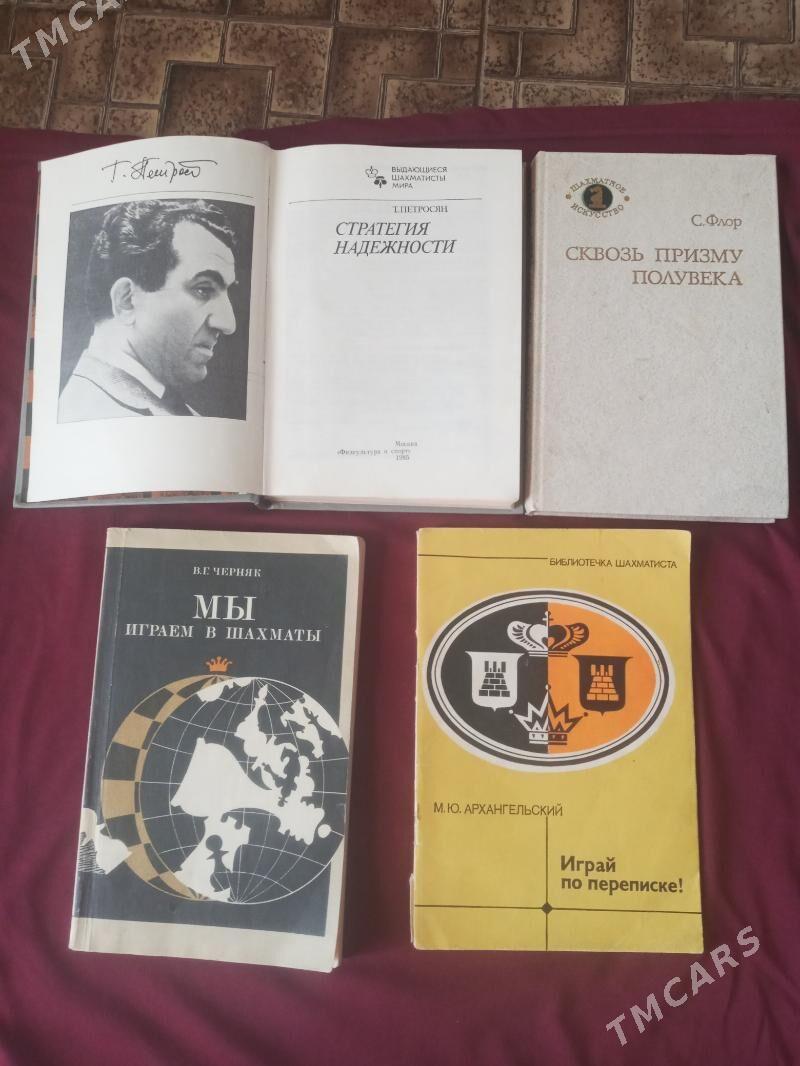 TMCARS
Т. Петросян
ВЫДАЮЩИЕСЯ
ШАХМАТИСТЫ
МИРА
Т. ПЕТРОСЯН
СТРАТЕГИЯ
НАДЕЖНОСТИ
Москва
«Физкультура и спорт»
1985
ШАХМАТНОЕ
ИСКУССТВО
С. Флор
СКВОЗЬ ПРИЗМУ
ПОЛУВЕКА
В.Г. ЧЕРНЯК
МЫ
ИГРАЕМ В ШАХМАТЫ
БИБЛИОТЕЧКА ШАХМАТИСТА
М.Ю. АРХАНГЕЛЬСКИЙ
Играй
по переписке!
TMCARS